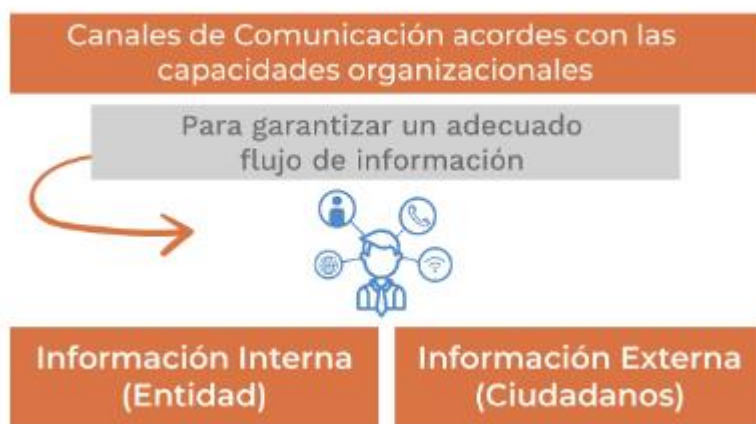 Canales de Comunicación acordes con las
capacidades organizacionales
Para garantizar un adecuado
flujo de información
Información Interna
(Entidad)
Información Externa
(Ciudadanos)